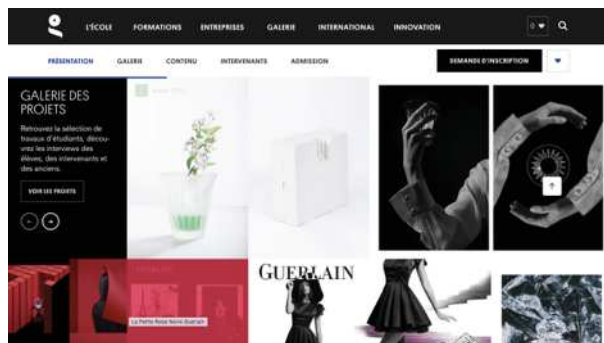 L'ÉCOLE FORMATIONS ENTREPRISES GALERIE INTERNATIONAL INNOVATION 0
PRÉSENTATION GALERIE CONTENU INTERVENANTS ADMISSION DEMANDE D'INSCRIPTION
GALERIE DES
PROJETS
Retrouvez la sélection de
travaux d'étudiants, décou-
vrez les interviews des
élèves, des intervenants et
des anciens.
VOIR LES PROJETS
GUERLAIN
La Petite Robe Noire Guerlain